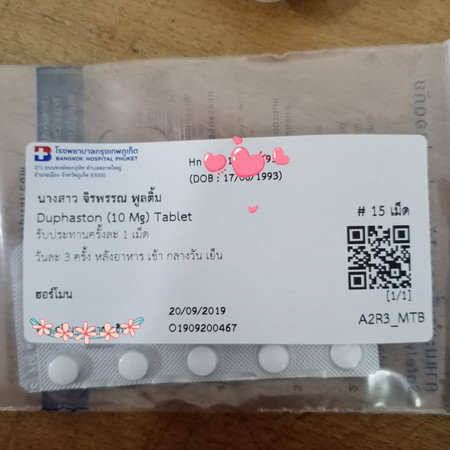 โรงพยาบาลกรุงเทพภูเก็ต
BANGKOK HOSPITAL PHUKET
Hn
(DOB : 17/0 /1993)
นางสาว จิรพรรณ พูลติ้ม
Duphaston (10 Mg) Tablet
# 15 เม็ด
รับประทานครั้งละ 1 เม็ด
วันละ 3 ครั้ง หลังอาหาร เช้า กลางวัน เย็น
ฮอร์โมน
[1/1]
20/09/2019
O1909200467
A2R3_MTB